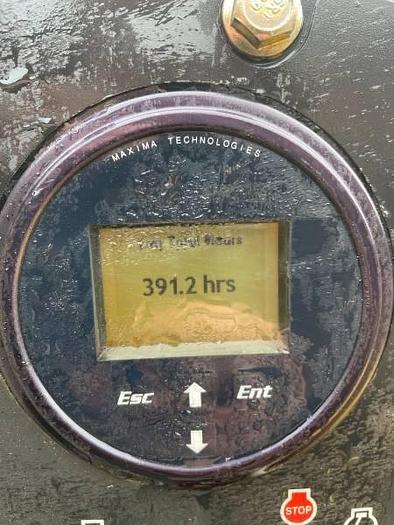 MAXIMA TECHNOLOGIES
Total Hours
391.2 hrs
Esc Ent
STOP